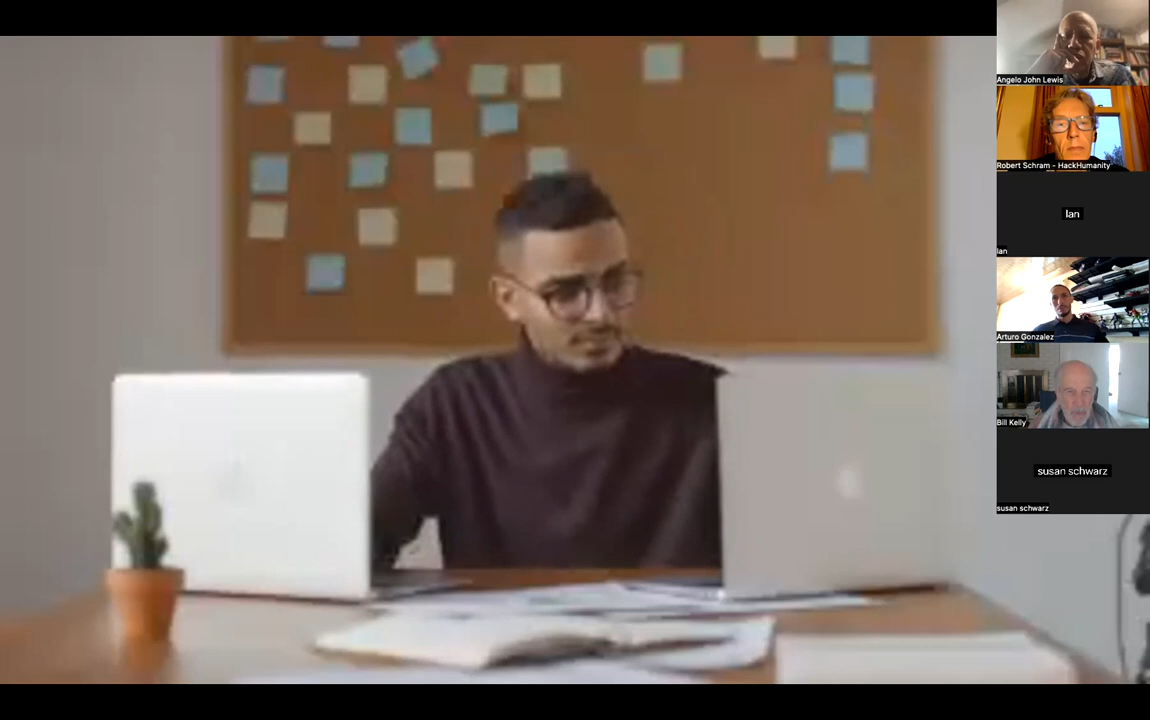 Angelo John Lewis
Robert Schram - HackHumanity
Ian
Ian
Arturo Gonzalez
Bill Kelly
susan schwarz
susan schwarz